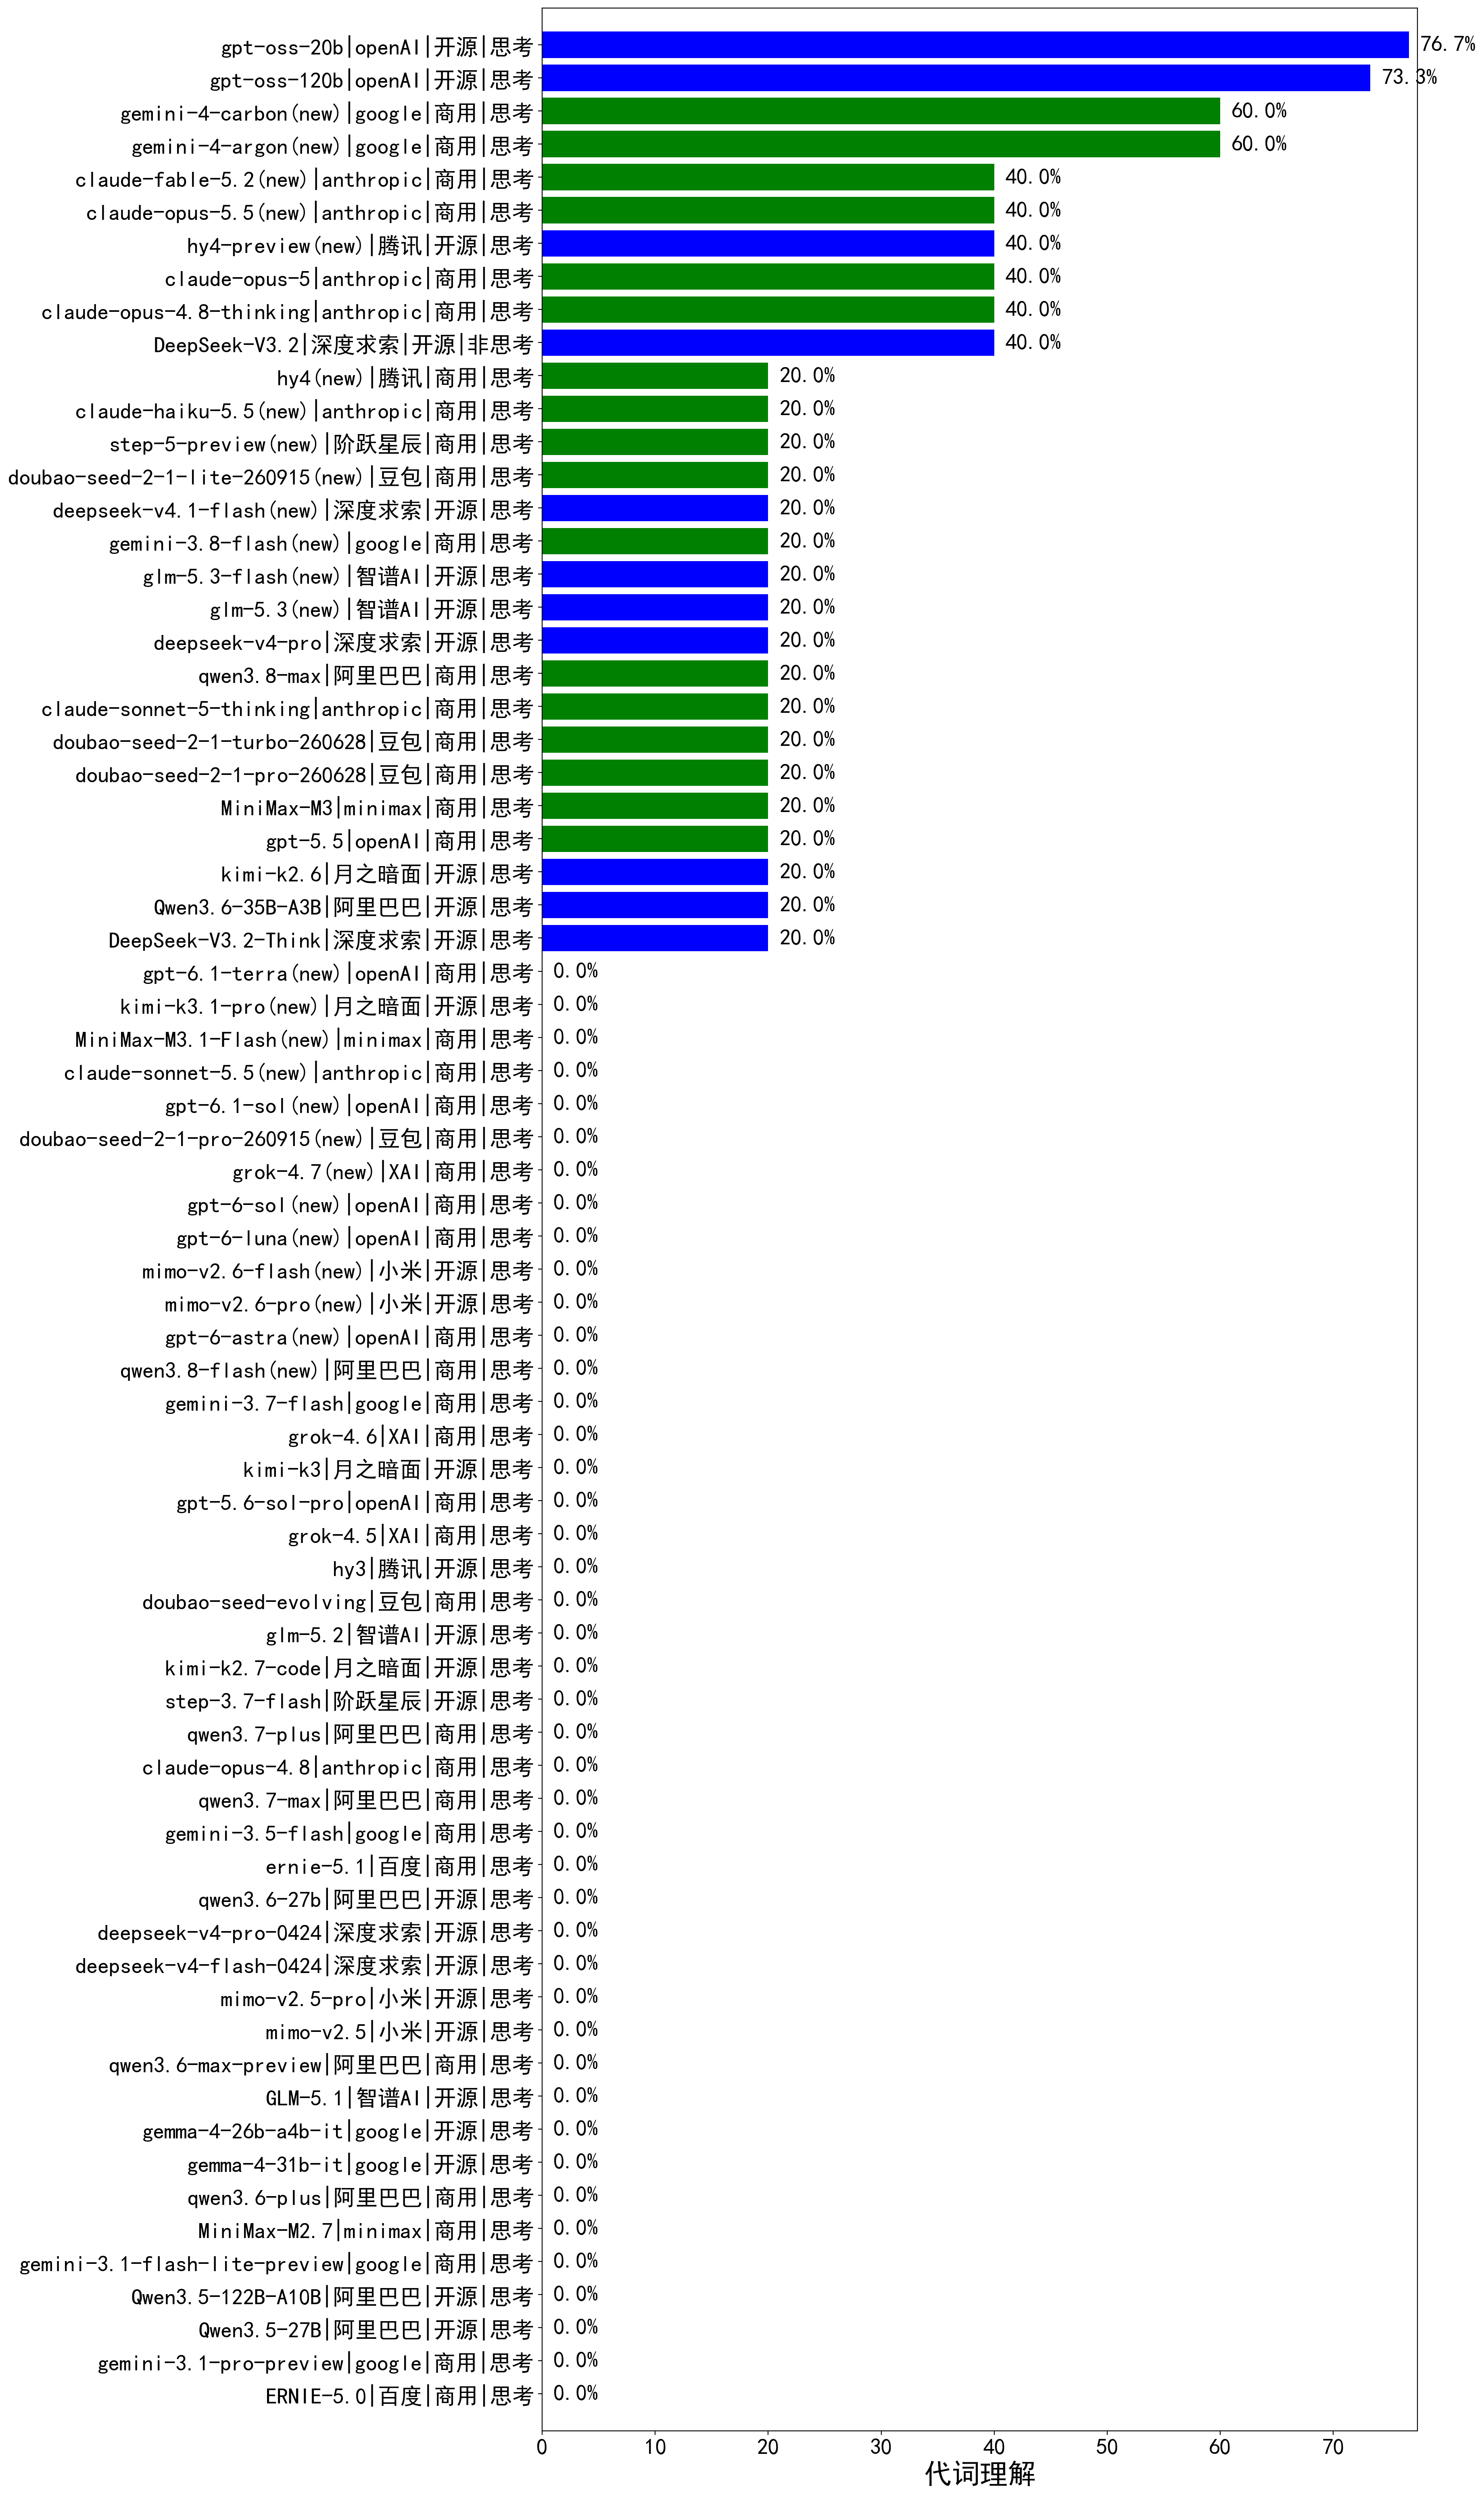 gpt-oss-20b|openAI|开源|思考 76.7%
gpt-oss-120b|openAI|开源|思考 73.3%
gemini-4-carbon(new)|google|商用|思考 60.0%
gemini-4-argon(new)|google|商用|思考 60.0%
claude-fable-5.2(new)|anthropic|商用|思考 40.0%
claude-opus-5.5(new)|anthropic|商用|思考 40.0%
hy4-preview(new)|腾讯|开源|思考 40.0%
claude-opus-5|anthropic|商用|思考 40.0%
claude-opus-4.8-thinking|anthropic|商用|思考 40.0%
DeepSeek-V3.2|深度求索|开源|非思考 40.0%
hy4(new)|腾讯|商用|思考 20.0%
claude-haiku-5.5(new)|anthropic|商用|思考 20.0%
step-5-preview(new)|阶跃星辰|商用|思考 20.0%
doubao-seed-2-1-lite-260915(new)|豆包|商用|思考 20.0%
deepseek-v4.1-flash(new)|深度求索|开源|思考 20.0%
gemini-3.8-flash(new)|google|商用|思考 20.0%
glm-5.3-flash(new)|智谱AI|开源|思考 20.0%
glm-5.3(new)|智谱AI|开源|思考 20.0%
deepseek-v4-pro|深度求索|开源|思考 20.0%
qwen3.8-max|阿里巴巴|商用|思考 20.0%
claude-sonnet-5-thinking|anthropic|商用|思考 20.0%
doubao-seed-2-1-turbo-260628|豆包|商用|思考 20.0%
doubao-seed-2-1-pro-260628|豆包|商用|思考 20.0%
MiniMax-M3|minimax|商用|思考 20.0%
gpt-5.5|openAI|商用|思考 20.0%
kimi-k2.6|月之暗面|开源|思考 20.0%
Qwen3.6-35B-A3B|阿里巴巴|开源|思考 20.0%
DeepSeek-V3.2-Think|深度求索|开源|思考 20.0%
gpt-6.1-terra(new)|openAI|商用|思考 0.0%
kimi-k3.1-pro(new)|月之暗面|开源|思考 0.0%
MiniMax-M3.1-Flash(new)|minimax|商用|思考 0.0%
claude-sonnet-5.5(new)|anthropic|商用|思考 0.0%
gpt-6.1-sol(new)|openAI|商用|思考 0.0%
doubao-seed-2-1-pro-260915(new)|豆包|商用|思考 0.0%
grok-4.7(new)|XAI|商用|思考 0.0%
gpt-6-sol(new)|openAI|商用|思考 0.0%
gpt-6-luna(new)|openAI|商用|思考 0.0%
mimo-v2.6-flash(new)|小米|开源|思考 0.0%
mimo-v2.6-pro(new)|小米|开源|思考 0.0%
gpt-6-astra(new)|openAI|商用|思考 0.0%
qwen3.8-flash(new)|阿里巴巴|商用|思考 0.0%
gemini-3.7-flash|google|商用|思考 0.0%
grok-4.6|XAI|商用|思考 0.0%
kimi-k3|月之暗面|开源|思考 0.0%
gpt-5.6-sol-pro|openAI|商用|思考 0.0%
grok-4.5|XAI|商用|思考 0.0%
hy3|腾讯|开源|思考 0.0%
doubao-seed-evolving|豆包|商用|思考 0.0%
glm-5.2|智谱AI|开源|思考 0.0%
kimi-k2.7-code|月之暗面|开源|思考 0.0%
step-3.7-flash|阶跃星辰|开源|思考 0.0%
qwen3.7-plus|阿里巴巴|商用|思考 0.0%
claude-opus-4.8|anthropic|商用|思考 0.0%
qwen3.7-max|阿里巴巴|商用|思考 0.0%
gemini-3.5-flash|google|商用|思考 0.0%
ernie-5.1|百度|商用|思考 0.0%
qwen3.6-27b|阿里巴巴|开源|思考 0.0%
deepseek-v4-pro-0424|深度求索|开源|思考 0.0%
deepseek-v4-flash-0424|深度求索|开源|思考 0.0%
mimo-v2.5-pro|小米|开源|思考 0.0%
mimo-v2.5|小米|开源|思考 0.0%
qwen3.6-max-preview|阿里巴巴|商用|思考 0.0%
GLM-5.1|智谱AI|开源|思考 0.0%
gemma-4-26b-a4b-it|google|开源|思考 0.0%
gemma-4-31b-it|google|开源|思考 0.0%
qwen3.6-plus|阿里巴巴|商用|思考 0.0%
MiniMax-M2.7|minimax|商用|思考 0.0%
gemini-3.1-flash-lite-preview|google|商用|思考 0.0%
Qwen3.5-122B-A10B|阿里巴巴|开源|思考 0.0%
Qwen3.5-27B|阿里巴巴|开源|思考 0.0%
gemini-3.1-pro-preview|google|商用|思考 0.0%
ERNIE-5.0|百度|商用|思考 0.0%
0 10 20 30 40 50 60 70
代词理解